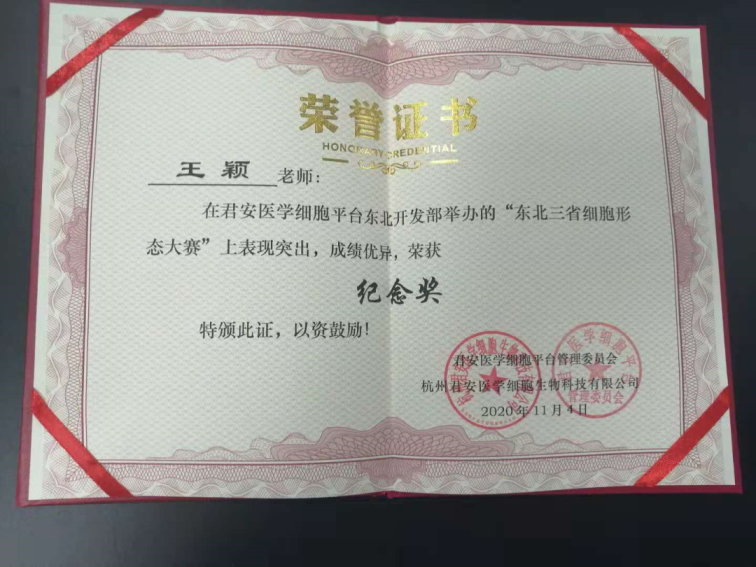 荣誉证书
HONORARY CREDENTIAL
王颖 老师：
在君安医学细胞平台东北开发部举办的“东北三省细胞形
态大赛”上表现突出，成绩优异，荣获
纪念奖
特颁此证，以资鼓励！
君安医学细胞平台管理委员会
杭州君安医学细胞生物科技有限公司
2020年11月4日
管理委员会